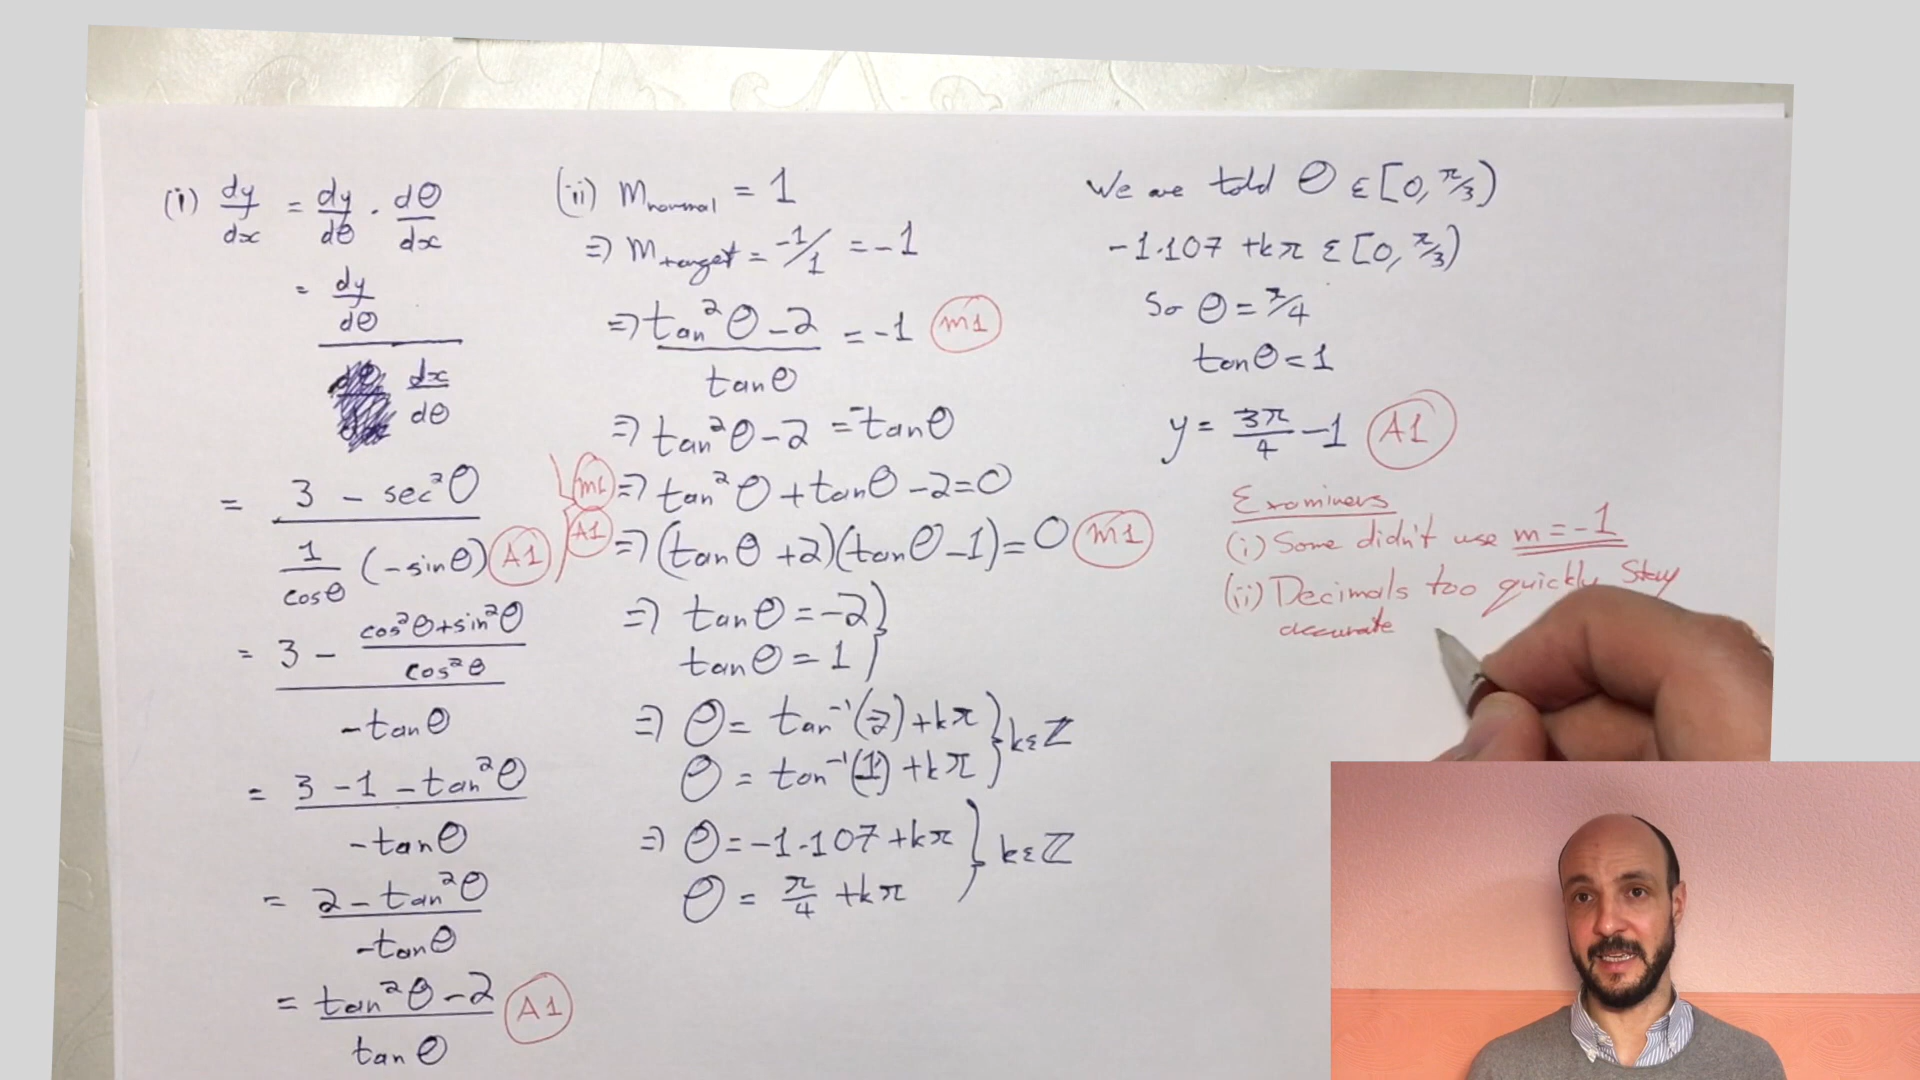 (i) dy/dx = dy/dθ . dθ/dx
= dy/dθ
dx/dθ
= 3 - sec²θ
1/cosθ (-sinθ) A1
= 3 - cos²θ+sin²θ/cos²θ
-tanθ
= 3-1-tan²θ
-tanθ
= 2-tan²θ
-tanθ
= tan²θ-2 A1
tanθ
(ii) Mnormal = 1
=> Mtanget = -1/1 = -1
=> tan²θ-2 = -1 M1
tanθ
=> tan²θ-2 = -tanθ
M1 => tan²θ+tanθ-2=0
A1 => (tanθ+2)(tanθ-1)=0 M1
=> tanθ=-2
tanθ=1
=> θ= tan⁻¹(-2)+kπ
θ = tan⁻¹(1)+kπ } kεℤ
=> θ=-1.107+kπ
θ = π/4 +kπ } kεℤ
We are told θ ε [0, π/3)
-1.107 +kπ ε [0, π/3)
So θ = π/4
tanθ=1
y = 3π/4 -1 A1
Examiners
(i) Some didn't use m=-1
(ii) Decimals too quickly Stay
accurate